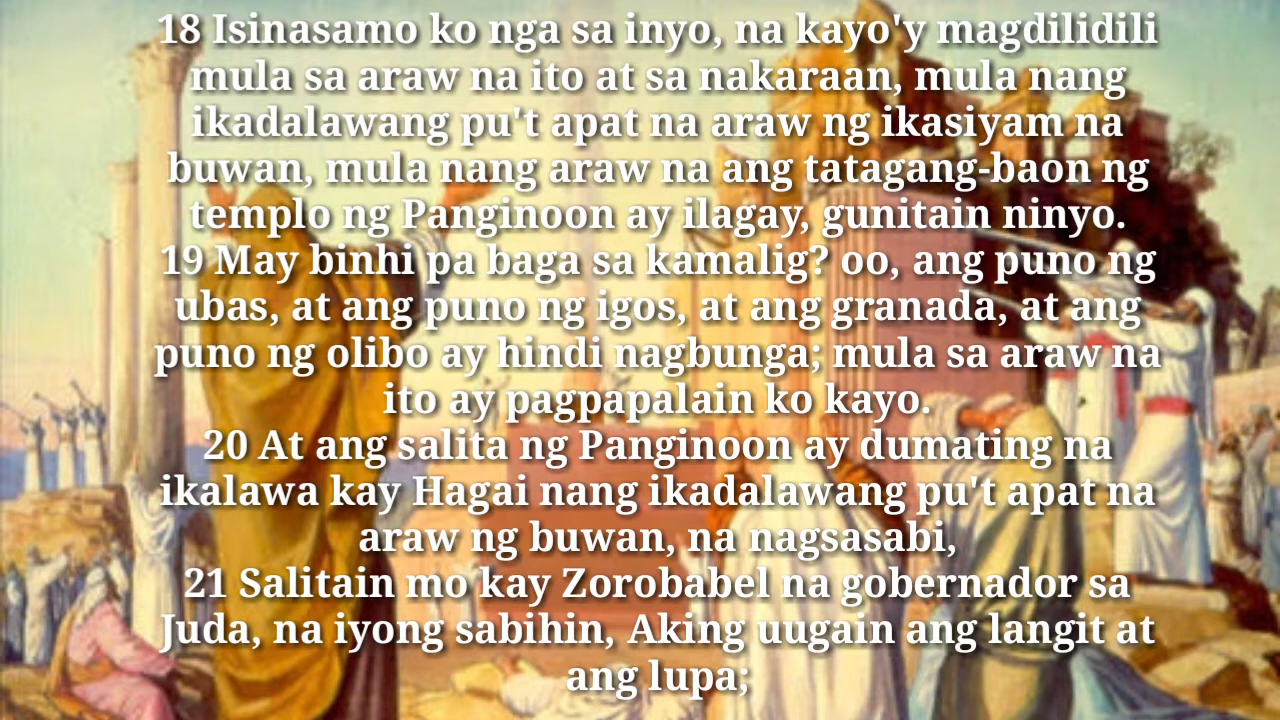 18 Isinasamo ko nga sa inyo, na kayo'y magdilidili
mula sa araw na ito at sa nakaraan, mula nang
ikadalawang pu't apat na araw ng ikasiyam na
buwan, mula nang araw na ang tatagang-baon ng
templo ng Panginoon ay ilagay, gunitain ninyo.
19 May binhi pa baga sa kamalig? oo, ang puno ng
ubas, at ang puno ng igos, at ang granada, at ang
puno ng olibo ay hindi nagbunga; mula sa araw na
ito ay pagpapalain ko kayo.
20 At ang salita ng Panginoon ay dumating na
ikalawa kay Hagai nang ikadalawang pu't apat na
araw ng buwan, na nagsasabi,
21 Salitain mo kay Zorobabel na gobernador sa
Juda, na iyong sabihin, Aking uugain ang langit at
ang lupa;